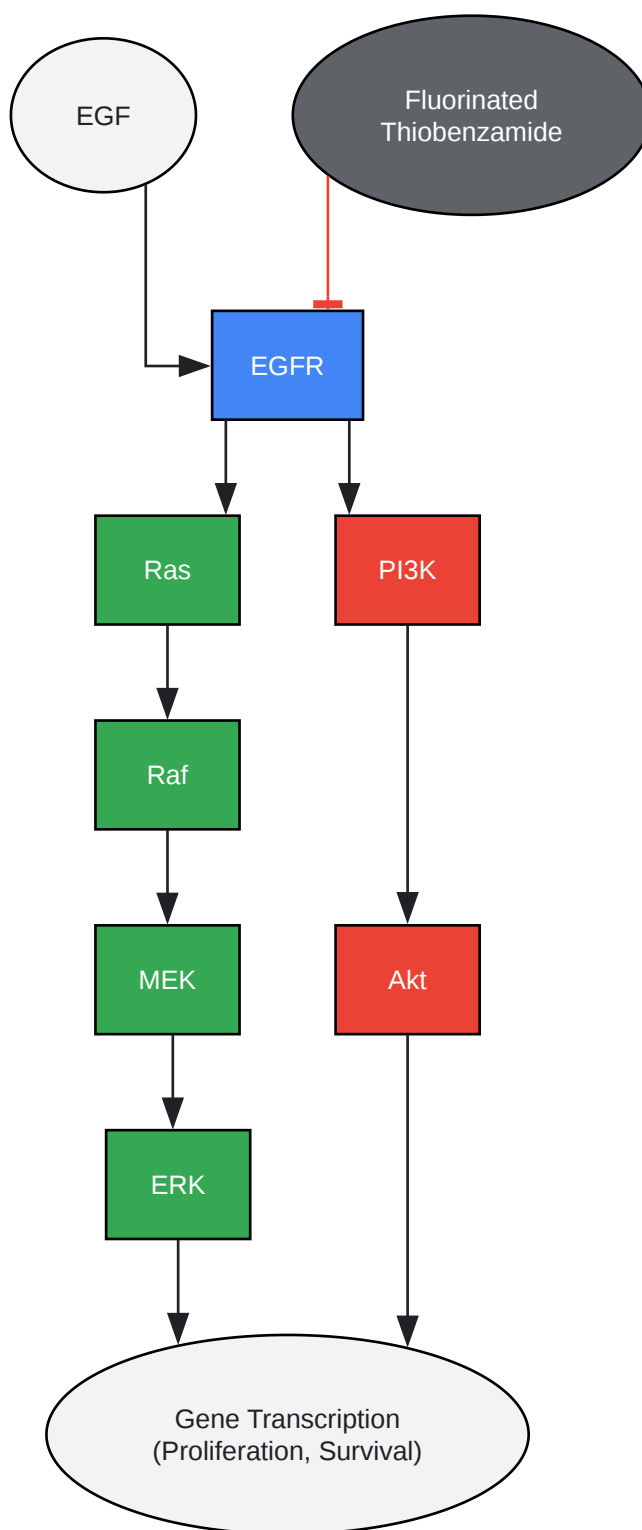 EGF
Fluorinated
Thiobenzamide
EGFR
Ras
PI3K
Raf
MEK
Akt
ERK
Gene Transcription
(Proliferation, Survival)